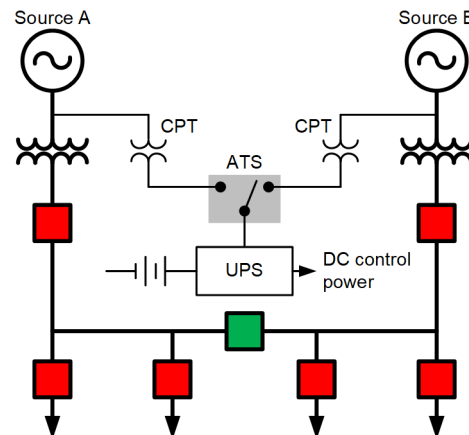 Source A
Source B
CPT
CPT
ATS
UPS
DC control
power